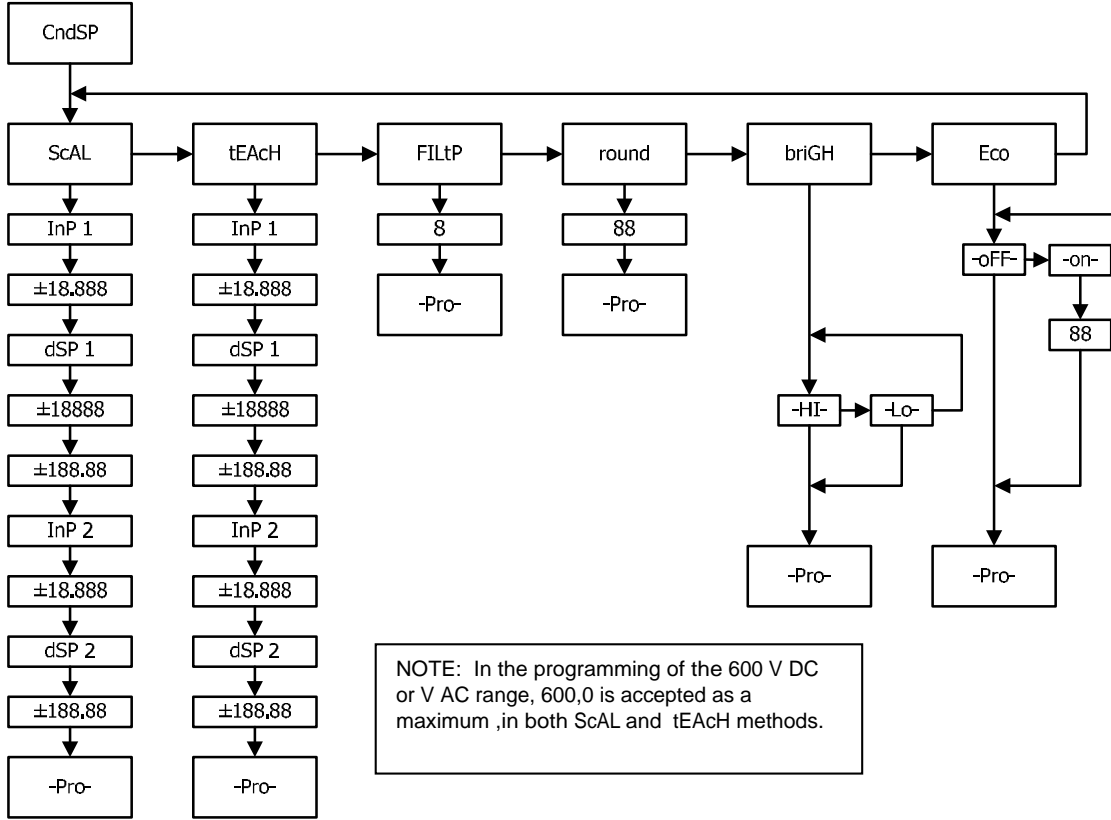 CndSP
ScAL
tEAcH
FILtP
round
briGH
Eco
InP 1
InP 1
8
88
-oFF-
-on-
±18.888
±18.888
-Pro-
-Pro-
88
dSP 1
dSP 1
±18888
±18888
-HI-
-Lo-
±188.88
±188.88
InP 2
InP 2
-Pro-
-Pro-
±18.888
±18.888
dSP 2
dSP 2
±188.88
±188.88
-Pro-
-Pro-
NOTE: In the programming of the 600 V DC
or V AC range, 600,0 is accepted as a
maximum ,in both ScAL and tEAcH methods.